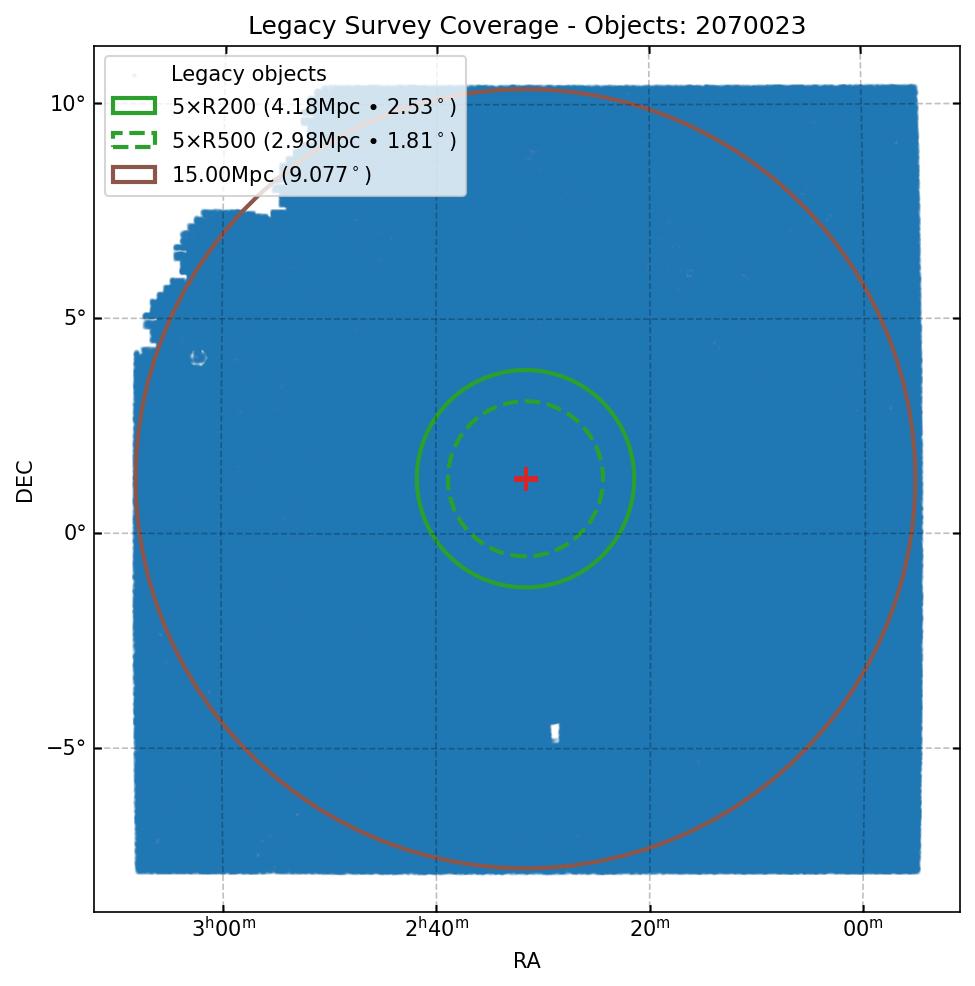 Legacy Survey Coverage - Objects: 2070023
Legacy objects
5×R200 (4.18Mpc • 2.53°)
5×R500 (2.98Mpc • 1.81°)
15.00Mpc (9.077°)
10°
5°
0°
−5°
DEC
3ʰ00ᵐ 2ʰ40ᵐ 20ᵐ 00ᵐ
RA